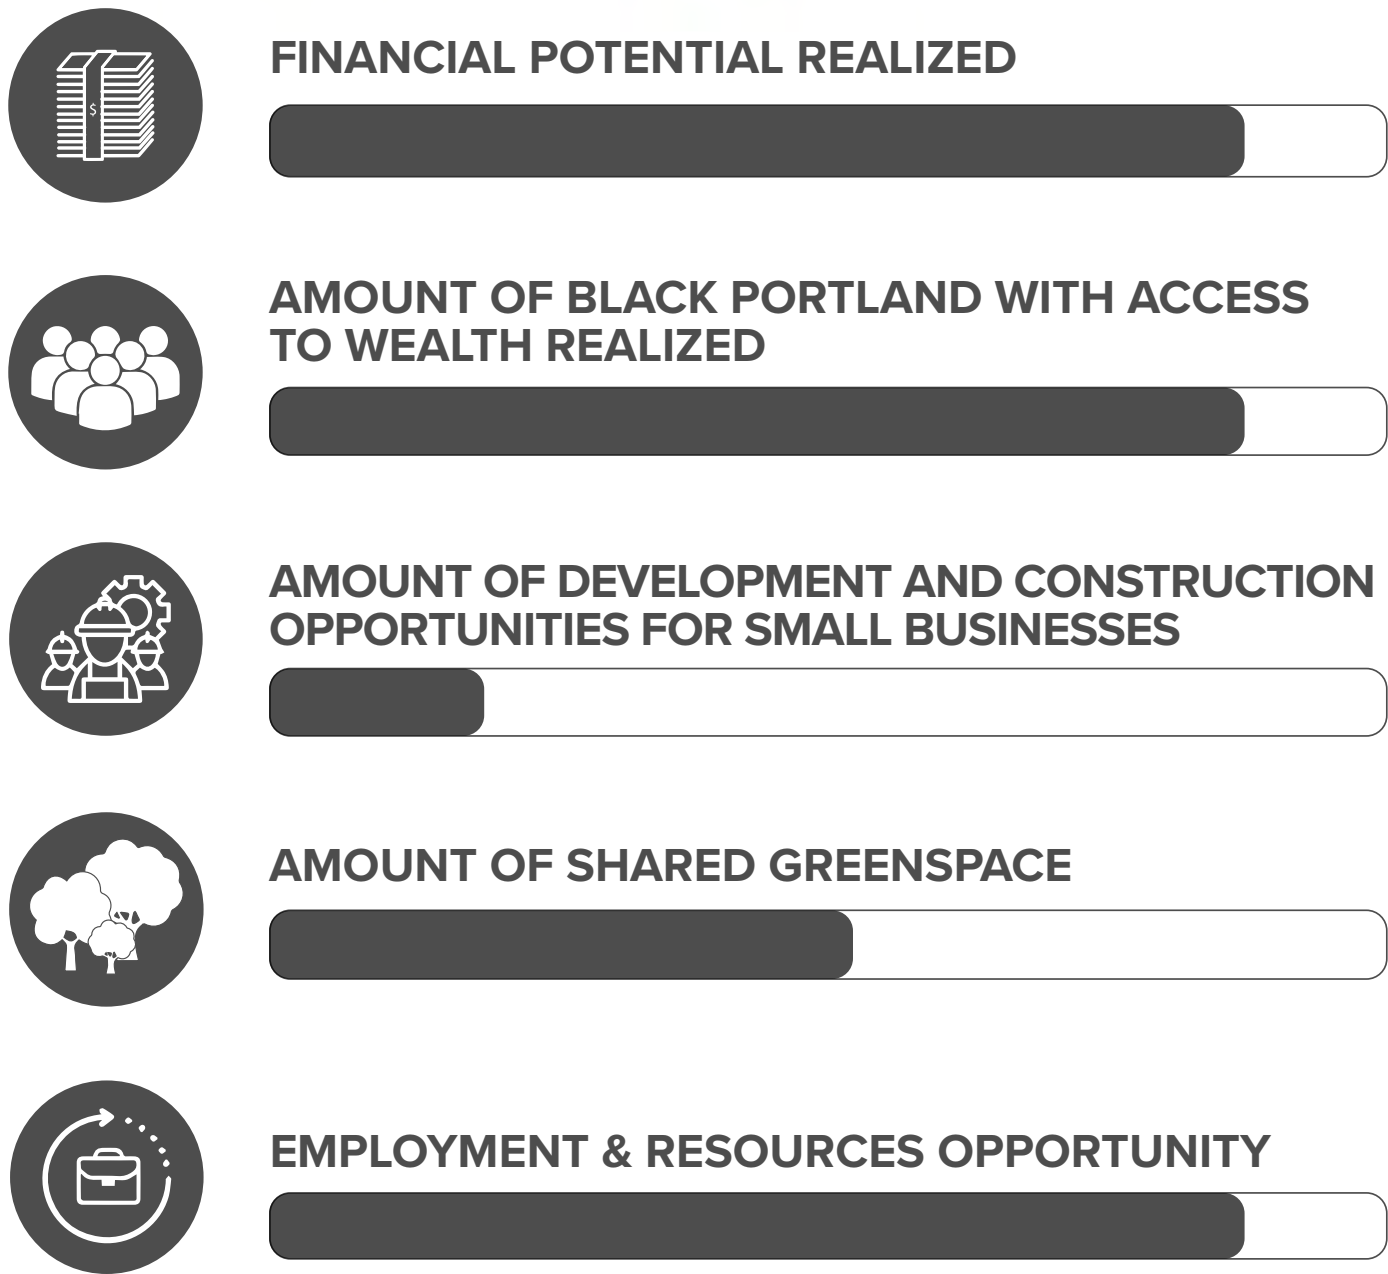 FINANCIAL POTENTIAL REALIZED
$
AMOUNT OF BLACK PORTLAND WITH ACCESS
TO WEALTH REALIZED
AMOUNT OF DEVELOPMENT AND CONSTRUCTION
OPPORTUNITIES FOR SMALL BUSINESSES
AMOUNT OF SHARED GREENSPACE
EMPLOYMENT & RESOURCES OPPORTUNITY